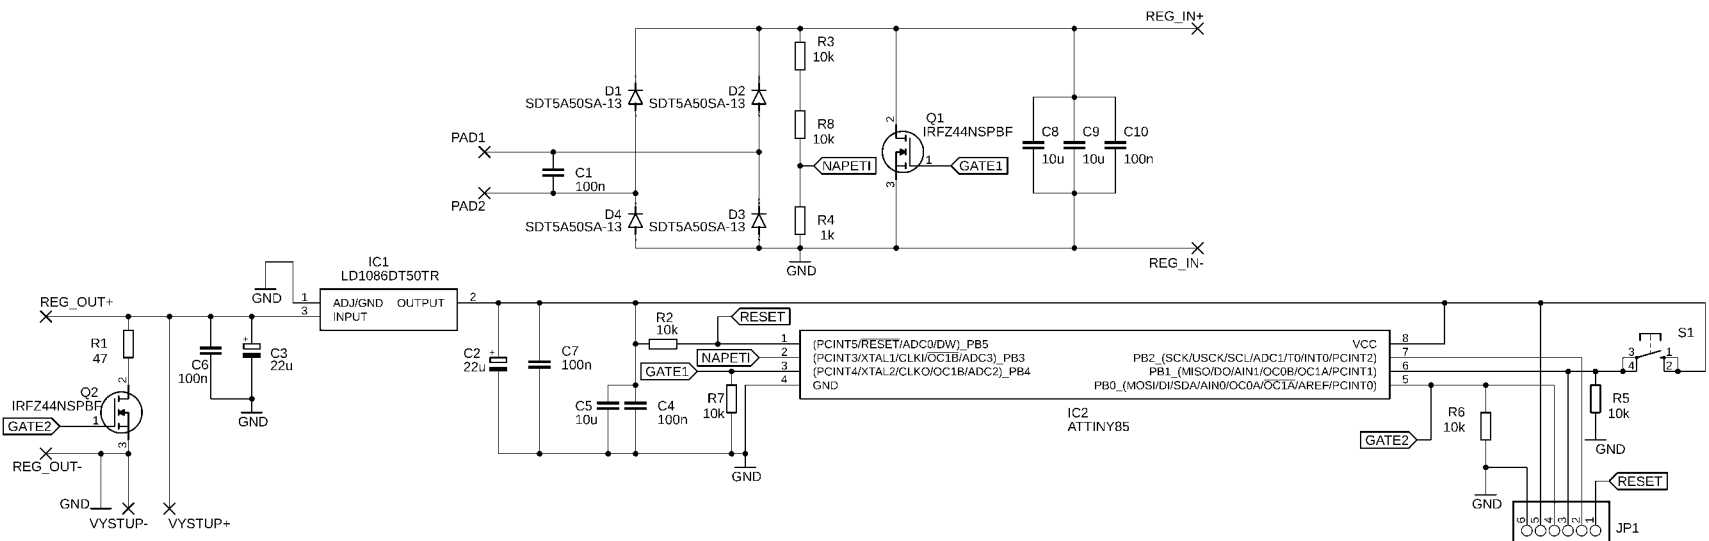 REG_IN+
R3
10k
D1
SDT5A50SA-13
D2
SDT5A50SA-13
R8
10k
2
Q1
IRFZ44NSPBF
1
GATE1
3
C8
10u
C9
10u
C10
100n
PAD1
NAPETI
C1
100n
PAD2
D4
SDT5A50SA-13
D3
SDT5A50SA-13
R4
1k
GND
REG_IN-
IC1
LD1086DT50TR
GND
1
ADJ/GND OUTPUT
2
3
INPUT
REG_OUT+
R1
47
C6
100n
+
C3
22u
GND
2
Q2
IRFZ44NSPBF
GATE2
1
3
REG_OUT-
GND
VYSTUP-
VYSTUP+
+
C2
22u
C7
100n
R2
10k
RESET
NAPETI
GATE1
C5
10u
C4
100n
R7
10k
GND
1 (PCINT5/RESET/ADC0/DW)_PB5
2 (PCINT3/XTAL1/CLKI/OC1B/ADC3)_PB3
3 (PCINT4/XTAL2/CLKO/OC1B/ADC2)_PB4
4 GND
VCC 8
PB2_(SCK/USCK/SCL/ADC1/T0/INT0/PCINT2) 7
PB1_(MISO/DO/AIN1/OC0B/OC1A/PCINT1) 6
PB0_(MOSI/DI/SDA/AIN0/OC0A/OC1A/AREF/PCINT0) 5
IC2
ATTINY85
S1
3 1
4 2
R5
10k
GND
R6
10k
GATE2
GND
RESET
6 5 4 3 2 1
JP1